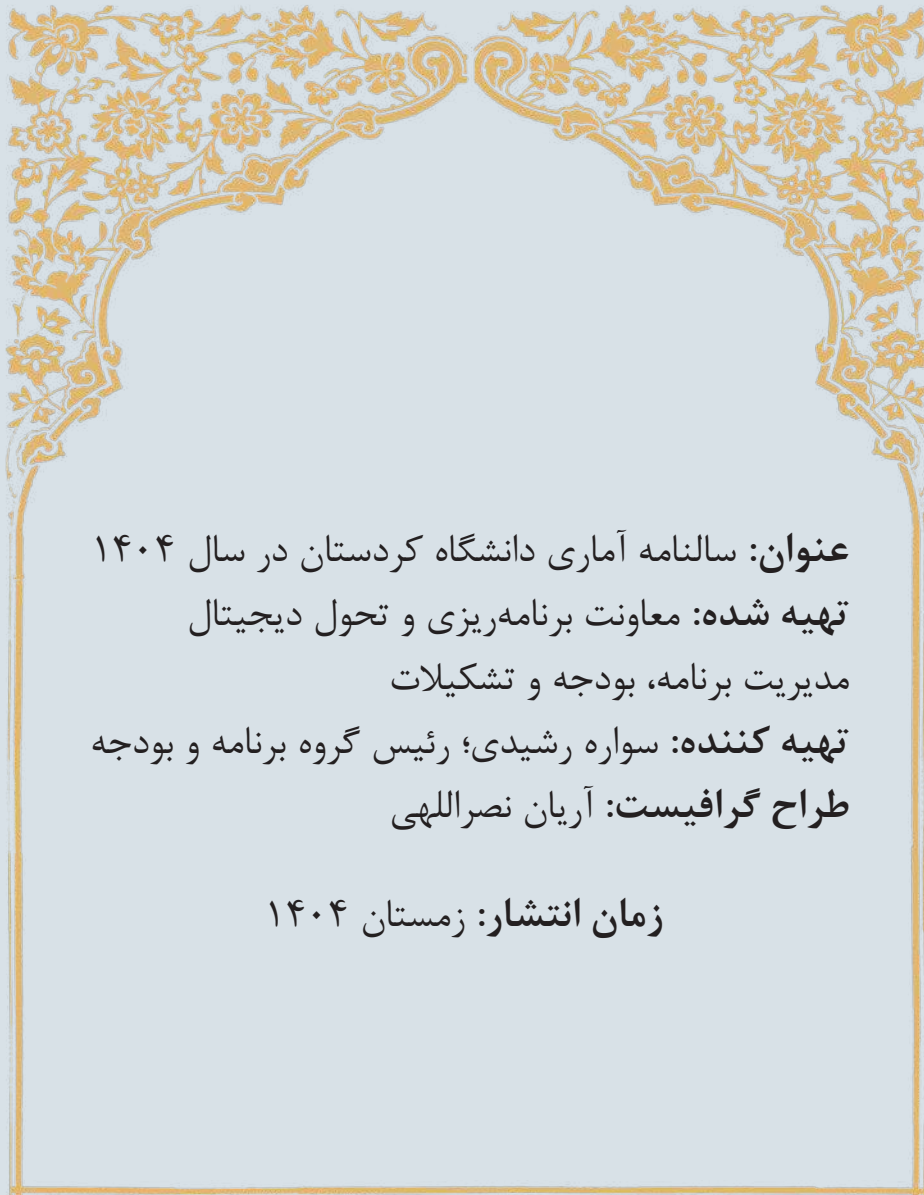 عنوان: سالنامه آماری دانشگاه کردستان در سال ۱۴۰۴
تهیه شده: معاونت برنامه‌ریزی و تحول دیجیتال
مدیریت برنامه، بودجه و تشکیلات
تهیه کننده: سواره رشیدی؛ رئیس گروه برنامه و بودجه
طراح گرافیست: آریان نصراللهی
زمان انتشار: زمستان ۱۴۰۴